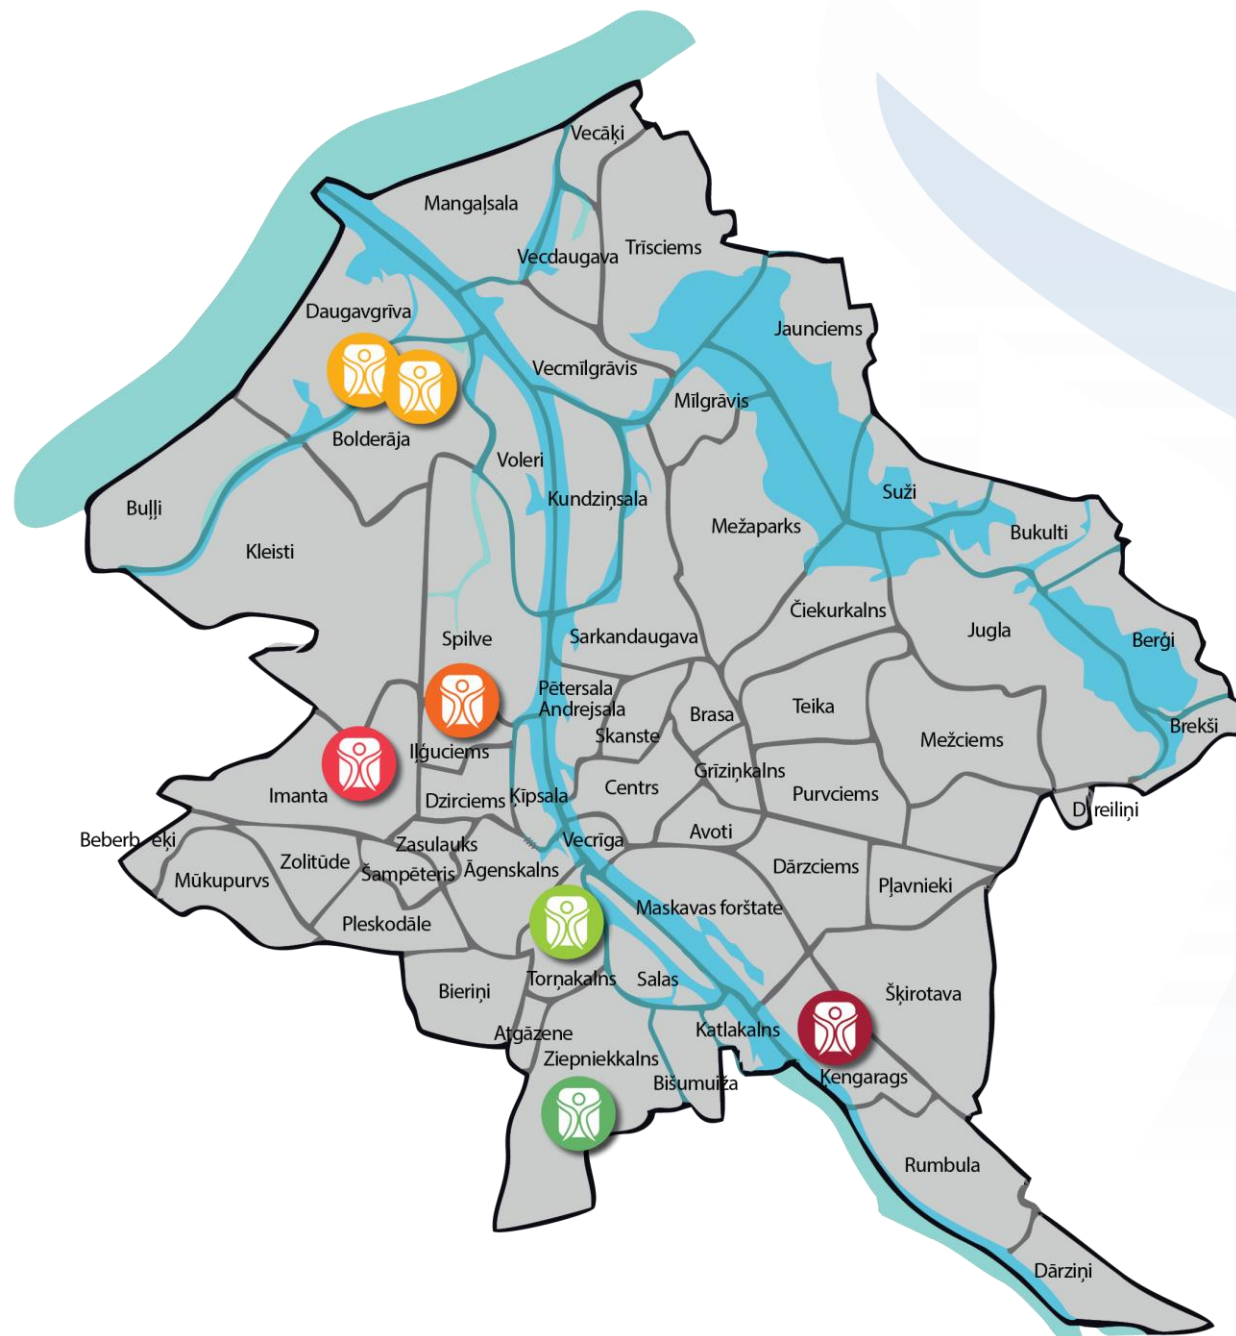 Vecāķi
Mangaļsala
Trīsciems
Vecdaugava
Daugavgrīva
Jaunciems
Vecmīlgrāvis
Mīlgrāvis
Bolderāja
Voleri
Suži
Kundziņsala
Buļļi
Mežaparks
Bukulti
Kleisti
Čiekurkalns
Jugla
Spilve
Sarkandaugava
Berģi
Pētersala
Andrejsala
Teika
Brasa
Brekši
Skanste
Mežciems
Iļģuciems
Grīziņkalns
Imanta
Dzirciems
Ķīpsala
Centrs
Purvciems
Dreiliņi
Beberbeķi
Zasulauks
Vecrīga
Avoti
Zolitūde
Šampēteris
Āgenskalns
Dārzciems
Mūkupurvs
Pļavnieki
Pleskodāle
Maskavas forštate
Bieriņi
Torņakalns
Salas
Šķirotava
Atgāzene
Katlakalns
Ziepniekkalns
Bišumuiža
Ķengarags
Rumbula
Dārziņi